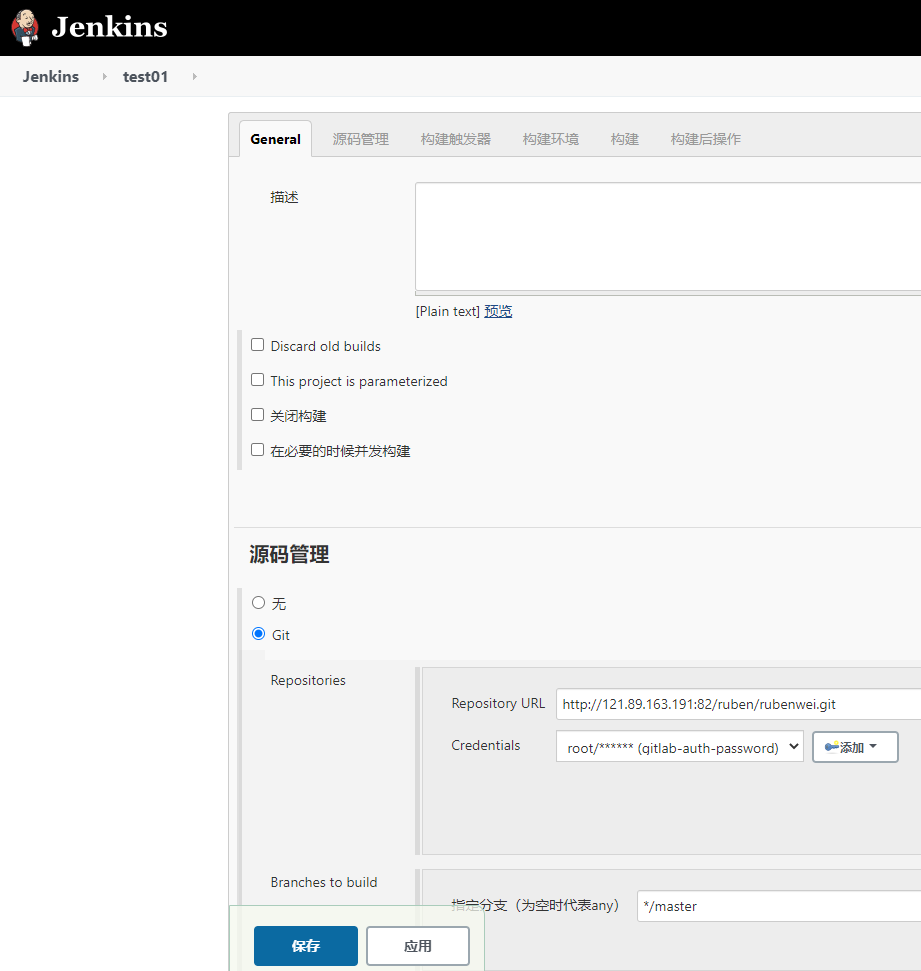 Jenkins
Jenkins test01
General 源码管理 构建触发器 构建环境 构建 构建后操作
描述
[Plain text] 预览
Discard old builds
This project is parameterized
关闭构建
在必要的时候并发构建
源码管理
无
Git
Repositories
Repository URL http://121.89.163.191:82/ruben/rubenwei.git
Credentials root/****** (gitlab-auth-password) 添加
Branches to build
指定分支（为空时代表any） */master
保存 应用